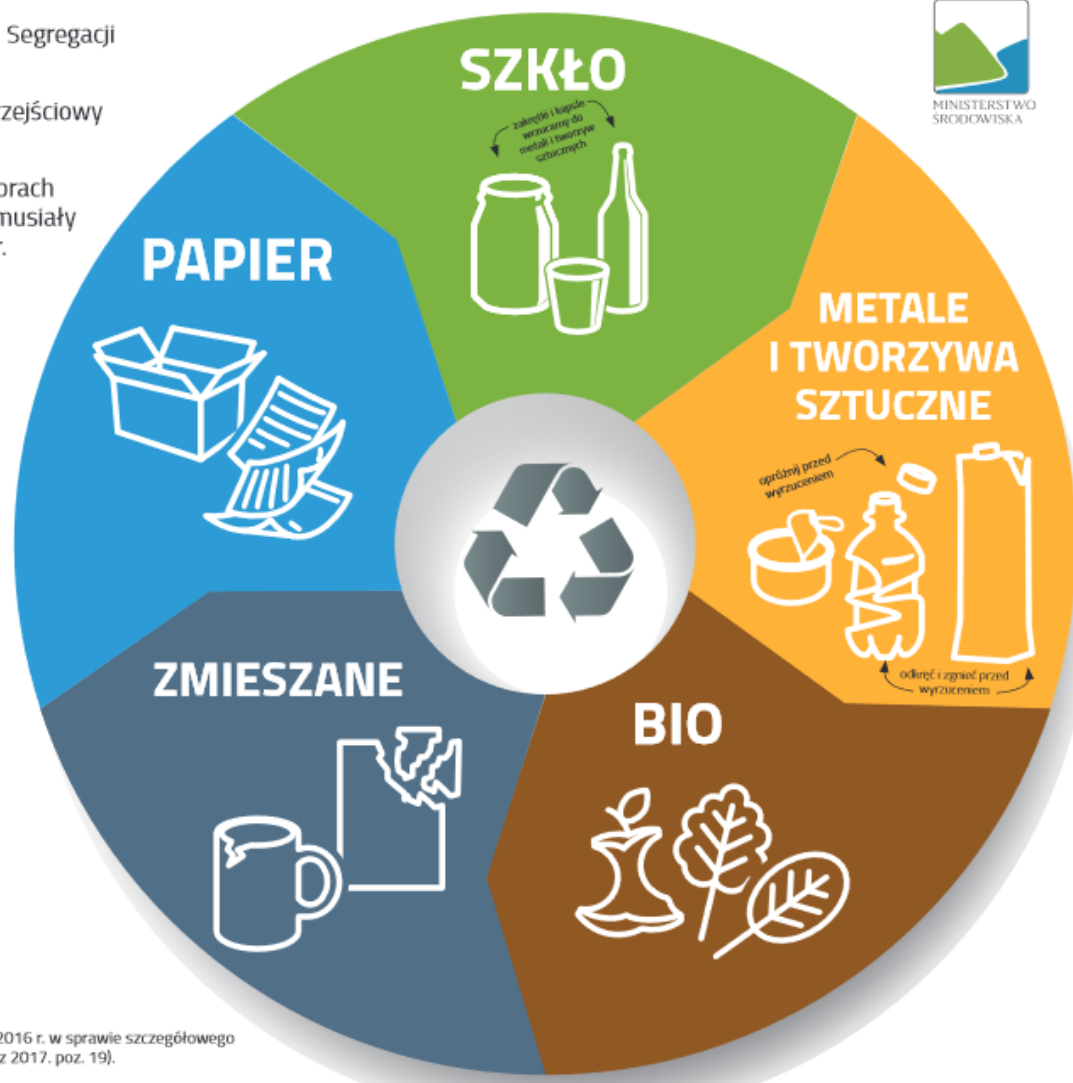 Segregacji
zejściowy
orach
musiały
r.
MINISTERSTWO
ŚRODOWISKA
SZKŁO
zakrętki i kapsle
wrzucamy do
metali i tworzyw
sztucznych
PAPIER
METALE
I TWORZYWA
SZTUCZNE
opróżnij przed
wyrzuceniem
odkręć i zgnieć przed
wyrzuceniem
ZMIESZANE
BIO
2016 r. w sprawie szczegółowego
z 2017. poz. 19).